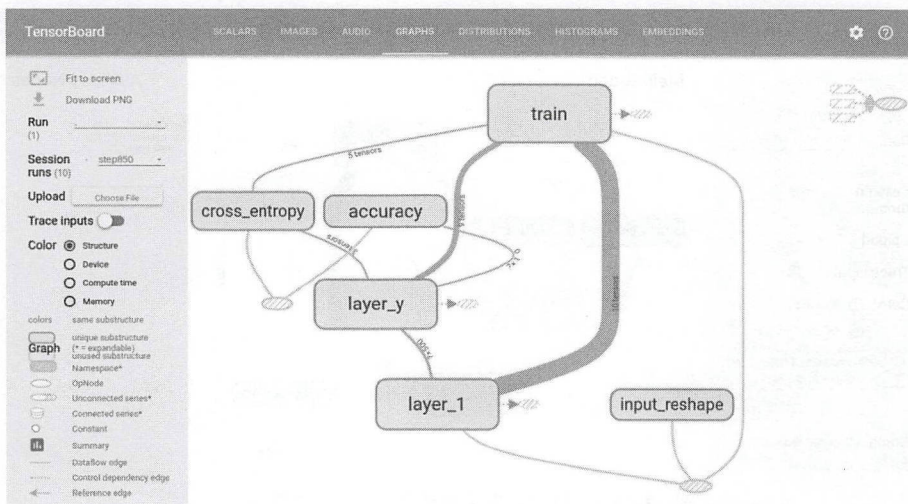 TensorBoard SCALARS IMAGES AUDIO GRAPHS DISTRIBUTIONS HISTOGRAMS EMBEDDINGS
Fit to screen
Download PNG
Run
(1)
Session
runs (10)
step850
Upload
Choose File
Trace inputs
Color
Structure
Device
Compute time
Memory
colors same substructure
unique substructure
Graph
(* = expandable)
unused substructure
Namespace*
OpNode
Unconnected series*
Connected series*
Constant
Summary
Dataflow edge
Control dependency edge
Reference edge
train
5 tensors
cross_entropy
accuracy
tensors
layer_y
layer_1
input_reshape